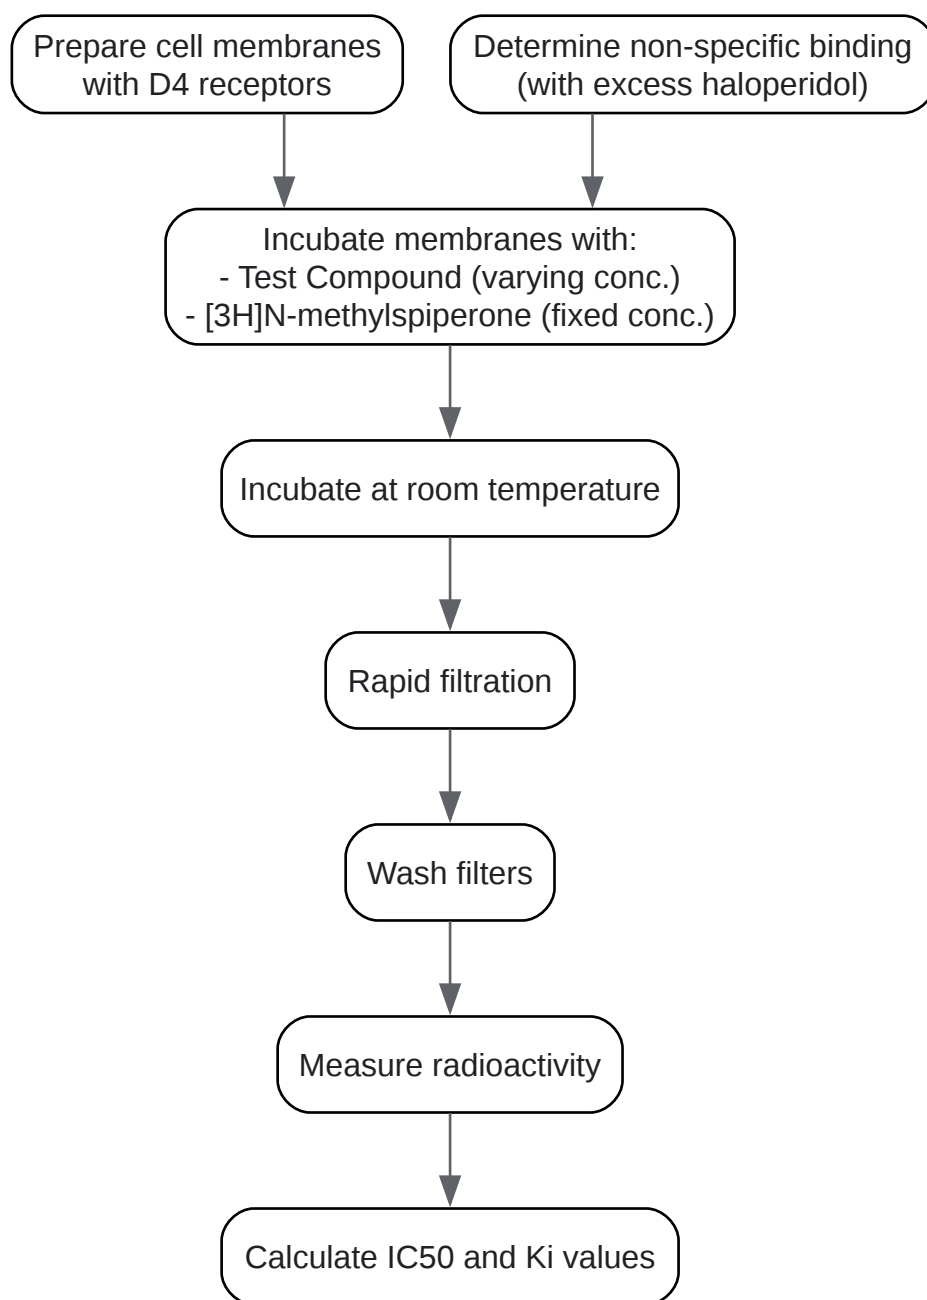 Prepare cell membranes
with D4 receptors
Determine non-specific binding
(with excess haloperidol)
Incubate membranes with:
- Test Compound (varying conc.)
- [3H]N-methylspiperone (fixed conc.)
Incubate at room temperature
Rapid filtration
Wash filters
Measure radioactivity
Calculate IC50 and Ki values